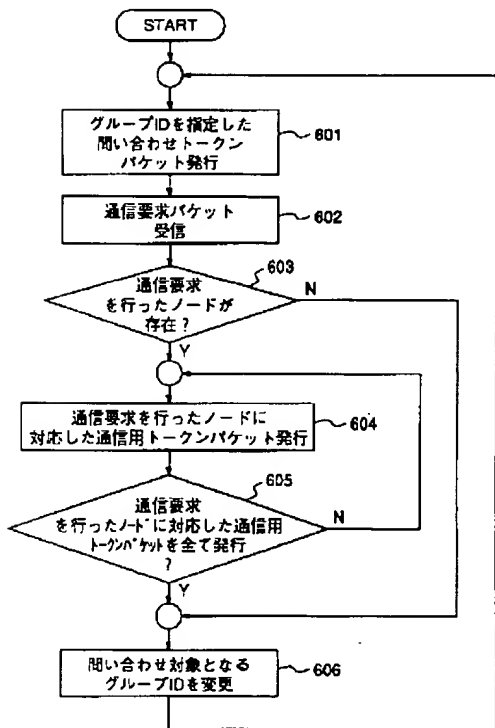 START
グループIDを指定した
問い合わせトークン
パケット発行
601
通信要求パケット
受信
602
603
通信要求
を行ったノードが
存在?
N
Y
通信要求を行ったノードに
対応した通信用トークンパケット発行
604
605
通信要求
を行ったノードに対応した通信用
トークンパケットを全て発行
?
N
Y
問い合わせ対象となる
グループIDを変更
606